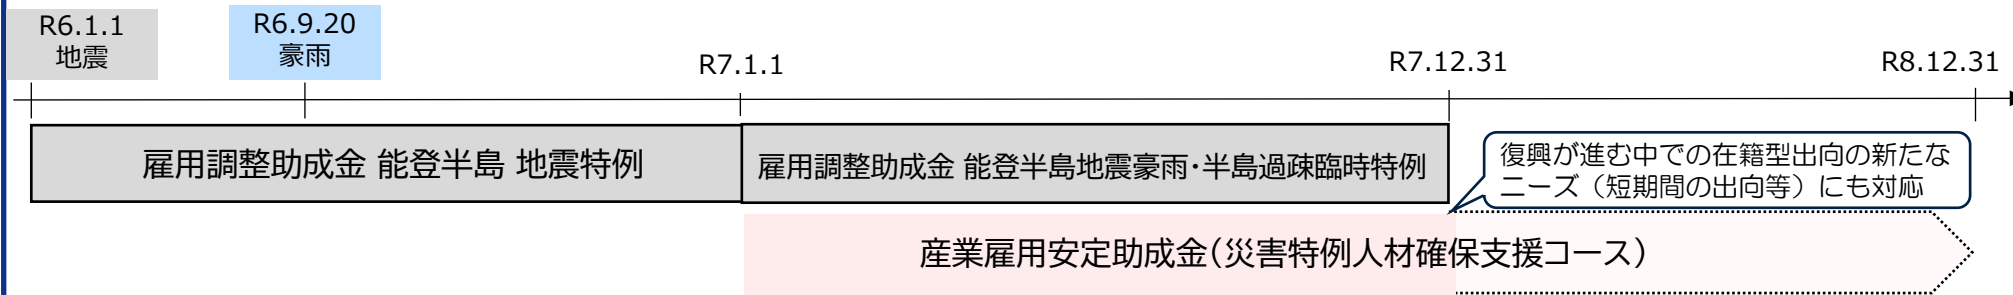 R6.1.1
地震
R6.9.20
豪雨
R7.1.1
R7.12.31
R8.12.31
雇用調整助成金 能登半島 地震特例
雇用調整助成金 能登半島地震豪雨・半島過疎臨時特例
復興が進む中での在籍型出向の新たな
ニーズ（短期間の出向等）にも対応
産業雇用安定助成金(災害特例人材確保支援コース)